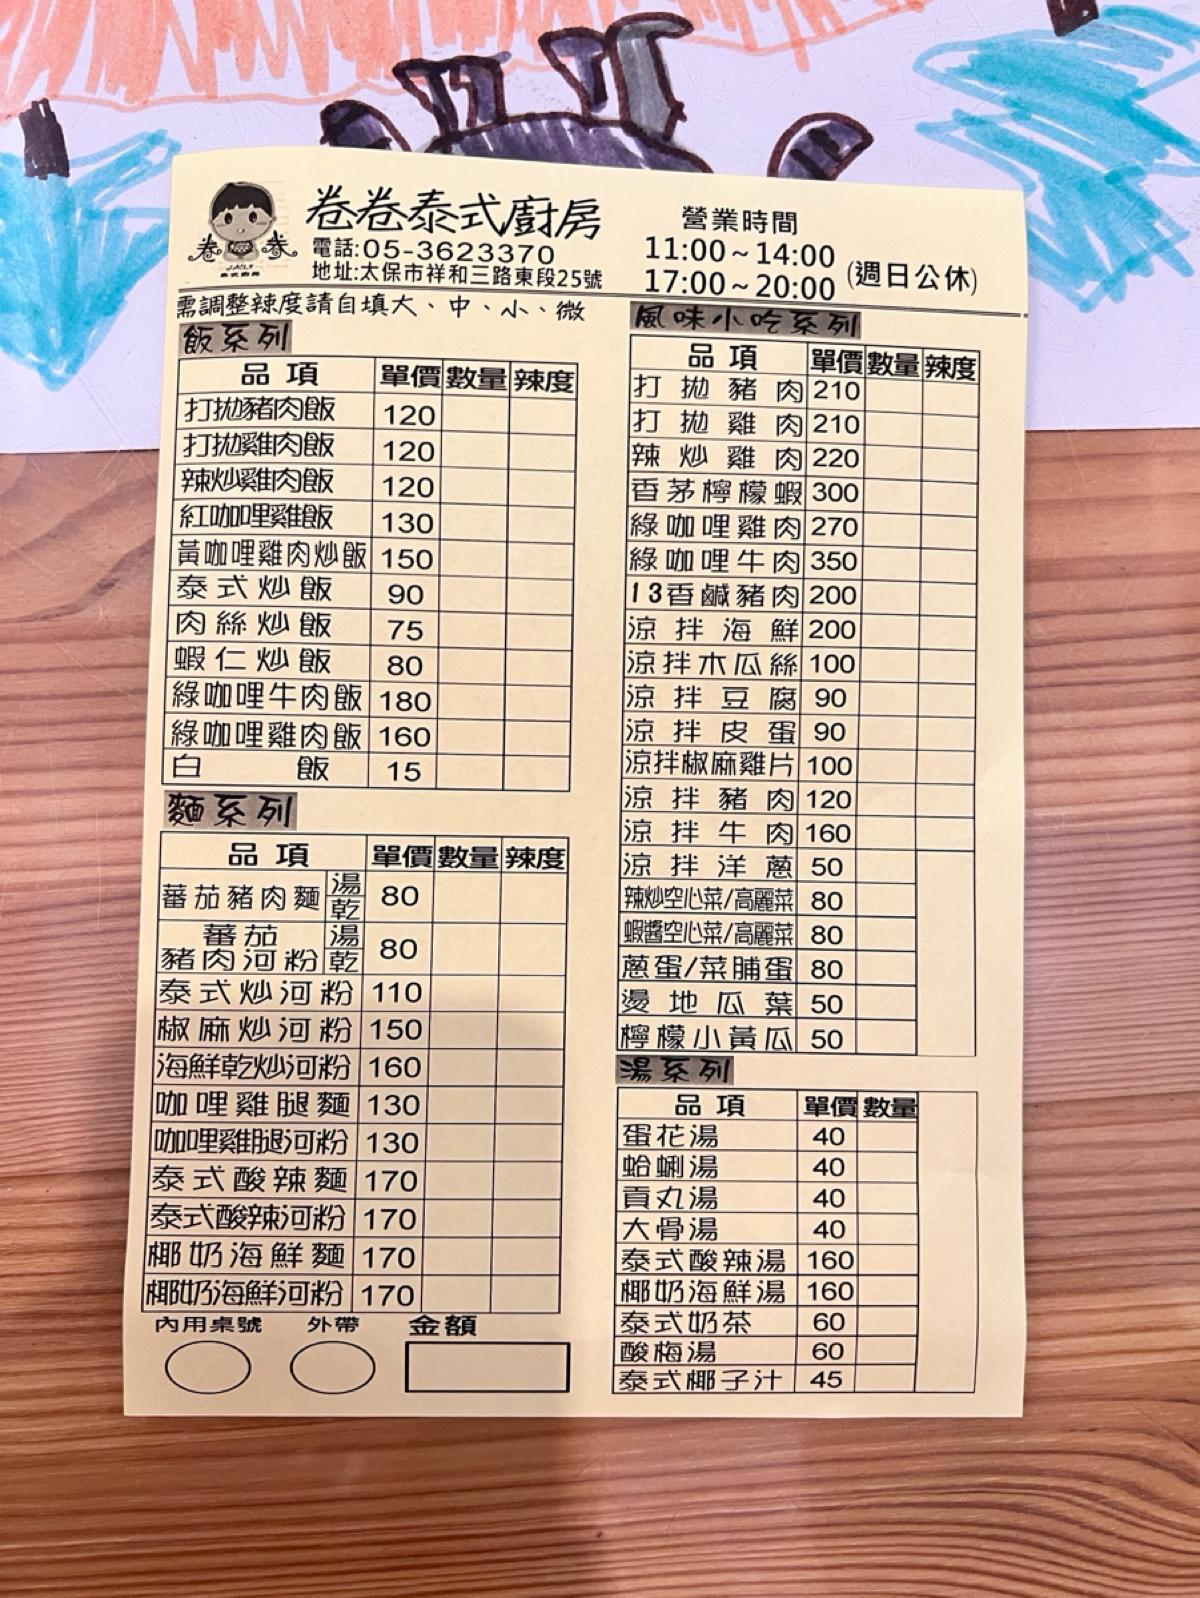 卷卷泰式廚房
電話:05-3623370
地址:太保市祥和三路東段25號
營業時間
11:00~14:00
17:00~20:00
(週日公休)
卷 卷
需調整辣度請自填大、中、小、微
飯系列
品項 單價 數量 辣度
打拋豬肉飯 120
打拋雞肉飯 120
辣炒雞肉飯 120
紅咖哩雞飯 130
黃咖哩雞肉炒飯 150
泰式炒飯 90
肉絲炒飯 75
蝦仁炒飯 80
綠咖哩牛肉飯 180
綠咖哩雞肉飯 160
白飯 15
麵系列
品項 單價 數量 辣度
蕃茄豬肉麵 湯 乾 80
蕃茄豬肉河粉 湯 乾 80
泰式炒河粉 110
椒麻炒河粉 150
海鮮乾炒河粉 160
咖哩雞腿麵 130
咖哩雞腿河粉 130
泰式酸辣麵 170
泰式酸辣河粉 170
椰奶海鮮麵 170
椰奶海鮮河粉 170
內用桌號 外帶 金額
風味小吃系列
品項 單價 數量 辣度
打拋豬肉 210
打拋雞肉 210
辣炒雞肉 220
香茅檸檬蝦 300
綠咖哩雞肉 270
綠咖哩牛肉 350
13香鹹豬肉 200
涼拌海鮮 200
涼拌木瓜絲 100
涼拌豆腐 90
涼拌皮蛋 90
涼拌椒麻雞片 100
涼拌豬肉 120
涼拌牛肉 160
涼拌洋蔥 50
辣炒空心菜/高麗菜 80
蝦醬空心菜/高麗菜 80
蔥蛋/菜脯蛋 80
燙地瓜葉 50
檸檬小黃瓜 50
湯系列
品項 單價 數量
蛋花湯 40
蛤蜊湯 40
貢丸湯 40
大骨湯 40
泰式酸辣湯 160
椰奶海鮮湯 160
泰式奶茶 60
酸梅湯 60
泰式椰子汁 45